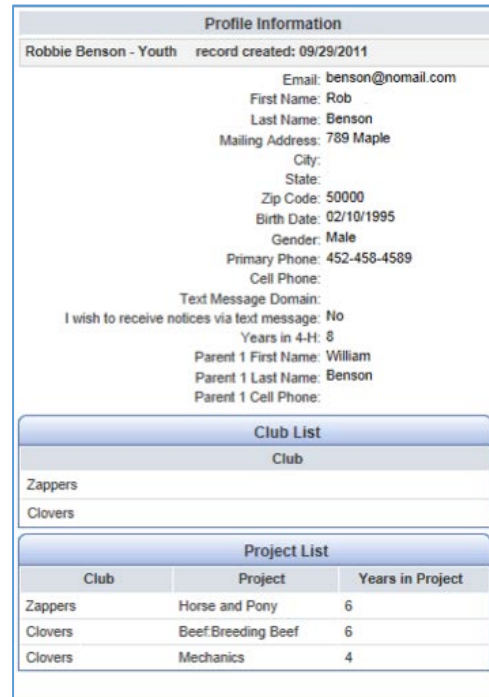 Profile Information
Robbie Benson - Youth record created: 09/29/2011
Email: benson@nomail.com
First Name: Rob
Last Name: Benson
Mailing Address: 789 Maple
City:
State:
Zip Code: 50000
Birth Date: 02/10/1995
Gender: Male
Primary Phone: 452-458-4589
Cell Phone:
Text Message Domain:
I wish to receive notices via text message: No
Years in 4-H: 8
Parent 1 First Name: William
Parent 1 Last Name: Benson
Parent 1 Cell Phone:
Club List
Club
Zappers
Clovers
Project List
Club Project Years in Project
Zappers Horse and Pony 6
Clovers Beef:Breeding Beef 6
Clovers Mechanics 4